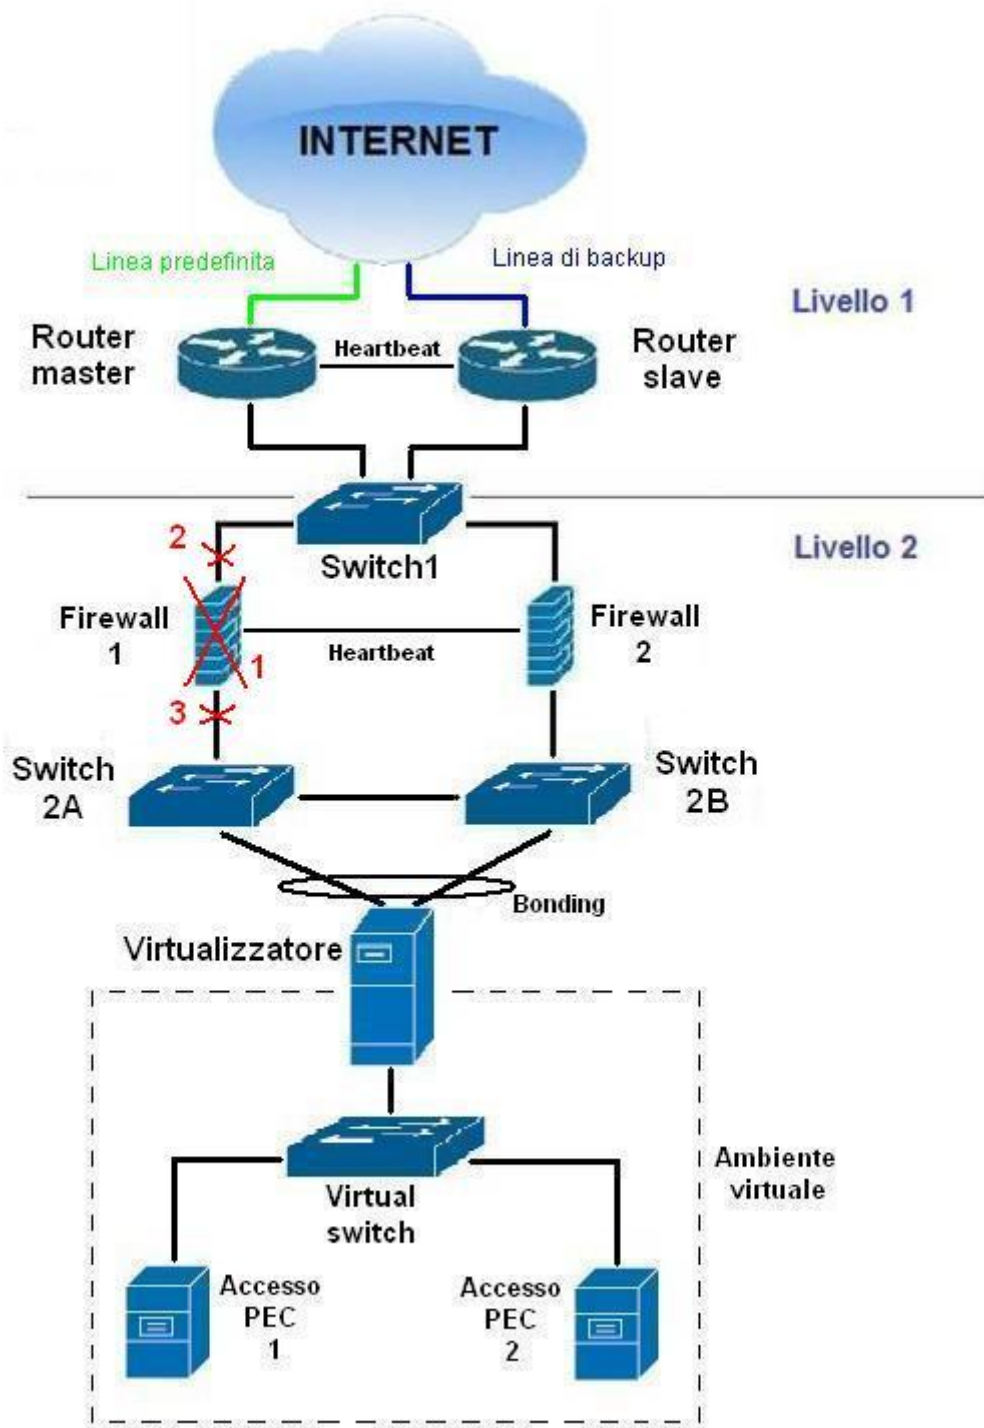 INTERNET
Linea predefinita
Linea di backup
Livello 1
Router
master
Heartbeat
Router
slave
Switch1
Livello 2
2
Firewall
1
1
3
Heartbeat
Firewall
2
Switch
2A
Switch
2B
Bonding
Virtualizzatore
Virtual
switch
Ambiente
virtuale
Accesso
PEC
1
Accesso
PEC
2